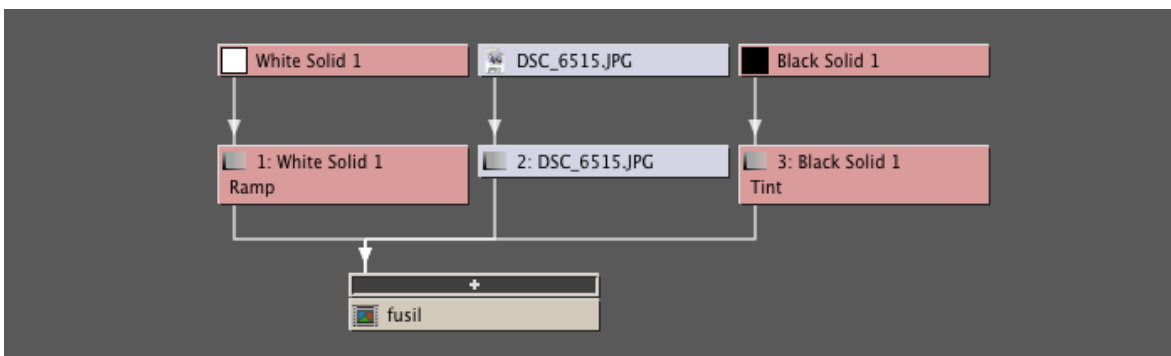 White Solid 1
DSC_6515.JPG
Black Solid 1
1: White Solid 1
Ramp
2: DSC_6515.JPG
3: Black Solid 1
Tint
fusil